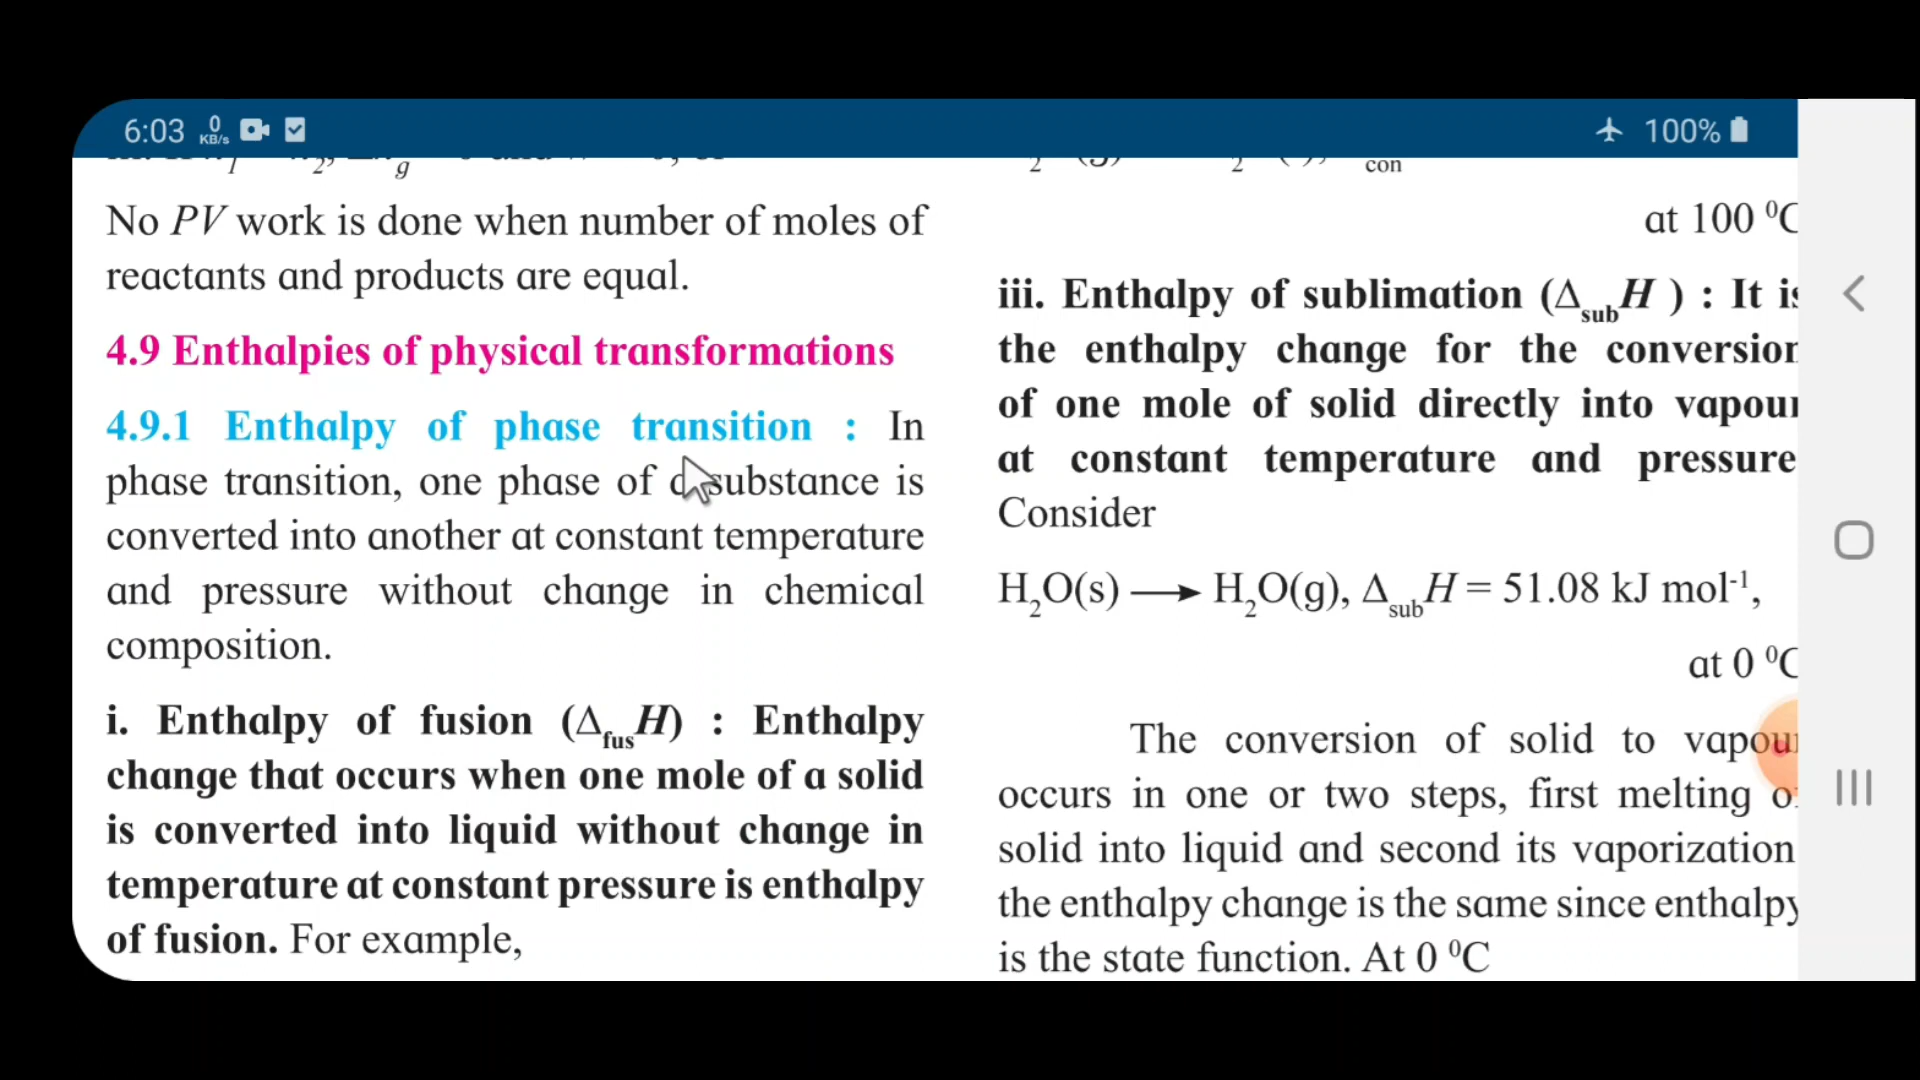 6:03 0 KB/s 100%
No PV work is done when number of moles of
reactants and products are equal.
4.9 Enthalpies of physical transformations
4.9.1 Enthalpy of phase transition : In
phase transition, one phase of substance is
converted into another at constant temperature
and pressure without change in chemical
composition.
i. Enthalpy of fusion (Δ_fus H) : Enthalpy
change that occurs when one mole of a solid
is converted into liquid without change in
temperature at constant pressure is enthalpy
of fusion. For example,
con
at 100 ⁰C
iii. Enthalpy of sublimation (Δ_sub H ) : It is
the enthalpy change for the conversion
of one mole of solid directly into vapour
at constant temperature and pressure
Consider
H₂O(s) ⟶ H₂O(g), Δ_sub H = 51.08 kJ mol⁻¹,
at 0 ⁰C
The conversion of solid to vapour
occurs in one or two steps, first melting
solid into liquid and second its vaporization
the enthalpy change is the same since enthalpy
is the state function. At 0 ⁰C